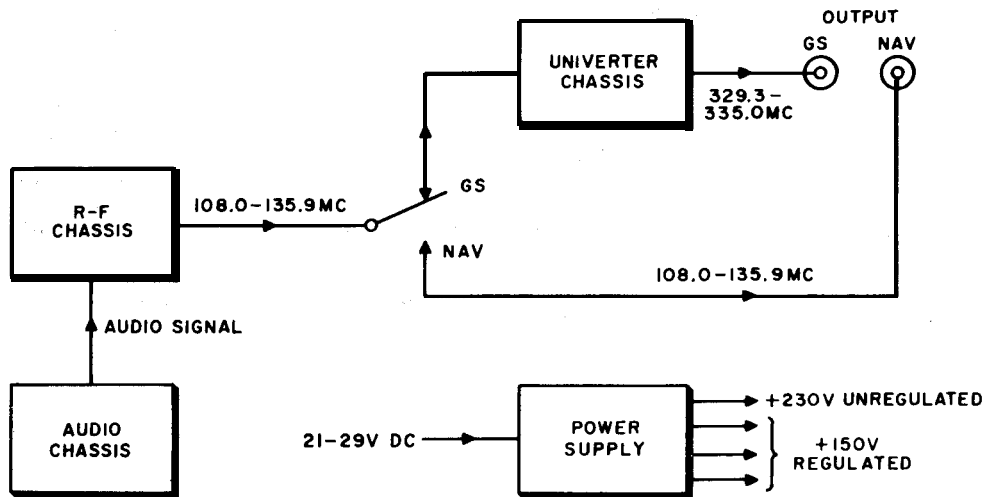 OUTPUT
GS
NAV
UNIVERTER
CHASSIS
329.3-
335.0MC
R-F
CHASSIS
108.0-135.9MC
GS
NAV
108.0-135.9MC
AUDIO SIGNAL
AUDIO
CHASSIS
21-29V DC
POWER
SUPPLY
+230V UNREGULATED
+150V
REGULATED